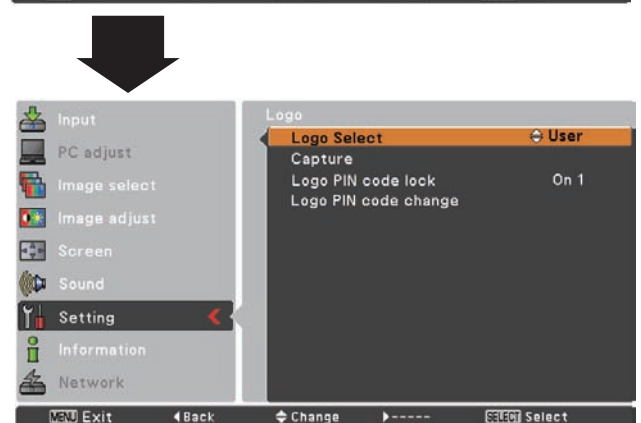 Input
PC adjust
Image select
Image adjust
Screen
Sound
Setting
Information
Network
Logo
Logo Select User
Capture
Logo PIN code lock On 1
Logo PIN code change
MENU Exit Back Change ----- SELECT Select